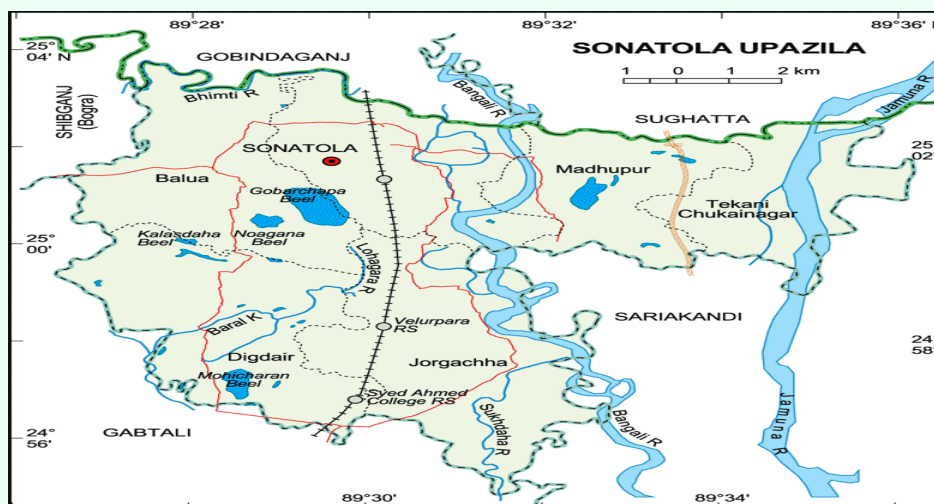 89°28'
89°32'
89°36'
25°
04' N
GOBINDAGANJ
SONATOLA UPAZILA
1 0 1 2 km
SHIBGANJ
(Bogra)
Bhimti R
Bangali R
Jamuna R
SUGHATTA
SONATOLA
25°
02'
Balua
Madhupur
Gobarchapa
Beel
Tekani
Chukainagar
Kalasdaha
Beel
Noagana
Beel
25°
00'
Lohagara R
SARIAKANDI
Baral K
Velurpara
RS
24°
58'
Digdair
Jorgachha
Mohicharan
Beel
Syed Ahmed
College RS
Sukhdaha R
Bangali R
Jamuna R
GABTALI
24°
56'
89°30'
89°34'